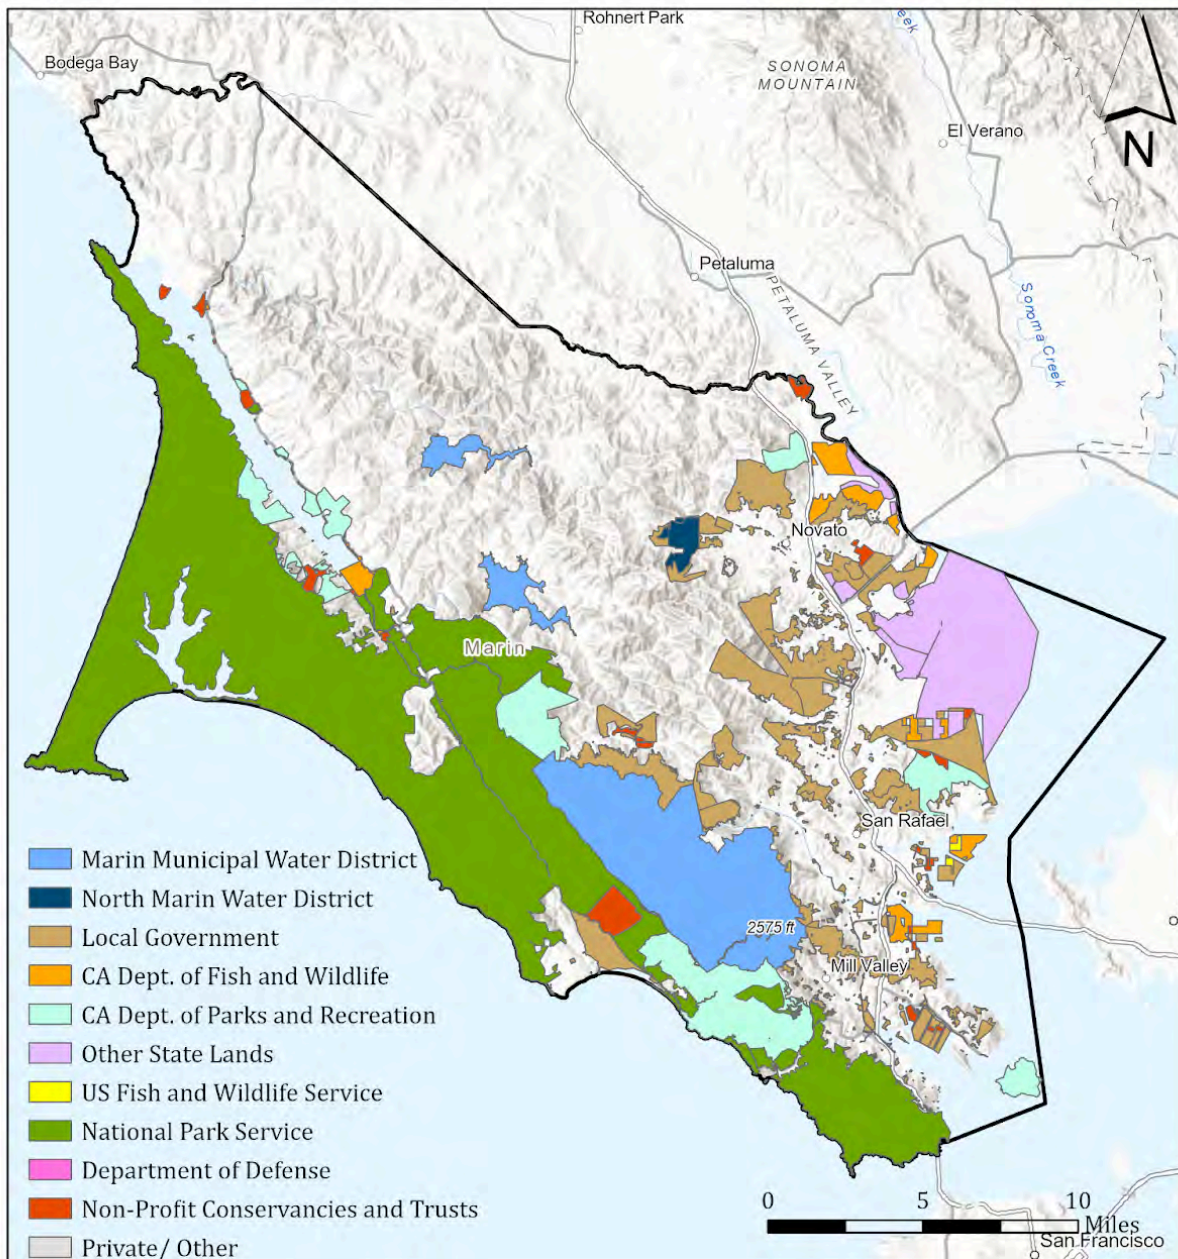 Rohnert Park
Creek
Bodega Bay
SONOMA
MOUNTAIN
El Verano
N
Petaluma
PETALUMA VALLEY
Sonoma Creek
Novato
Marin
San Rafael
2575 ft
Mill Valley
Marin Municipal Water District
North Marin Water District
Local Government
CA Dept. of Fish and Wildlife
CA Dept. of Parks and Recreation
Other State Lands
US Fish and Wildlife Service
National Park Service
Department of Defense
Non-Profit Conservancies and Trusts
Private/ Other
0 5 10
Miles
San Francisco